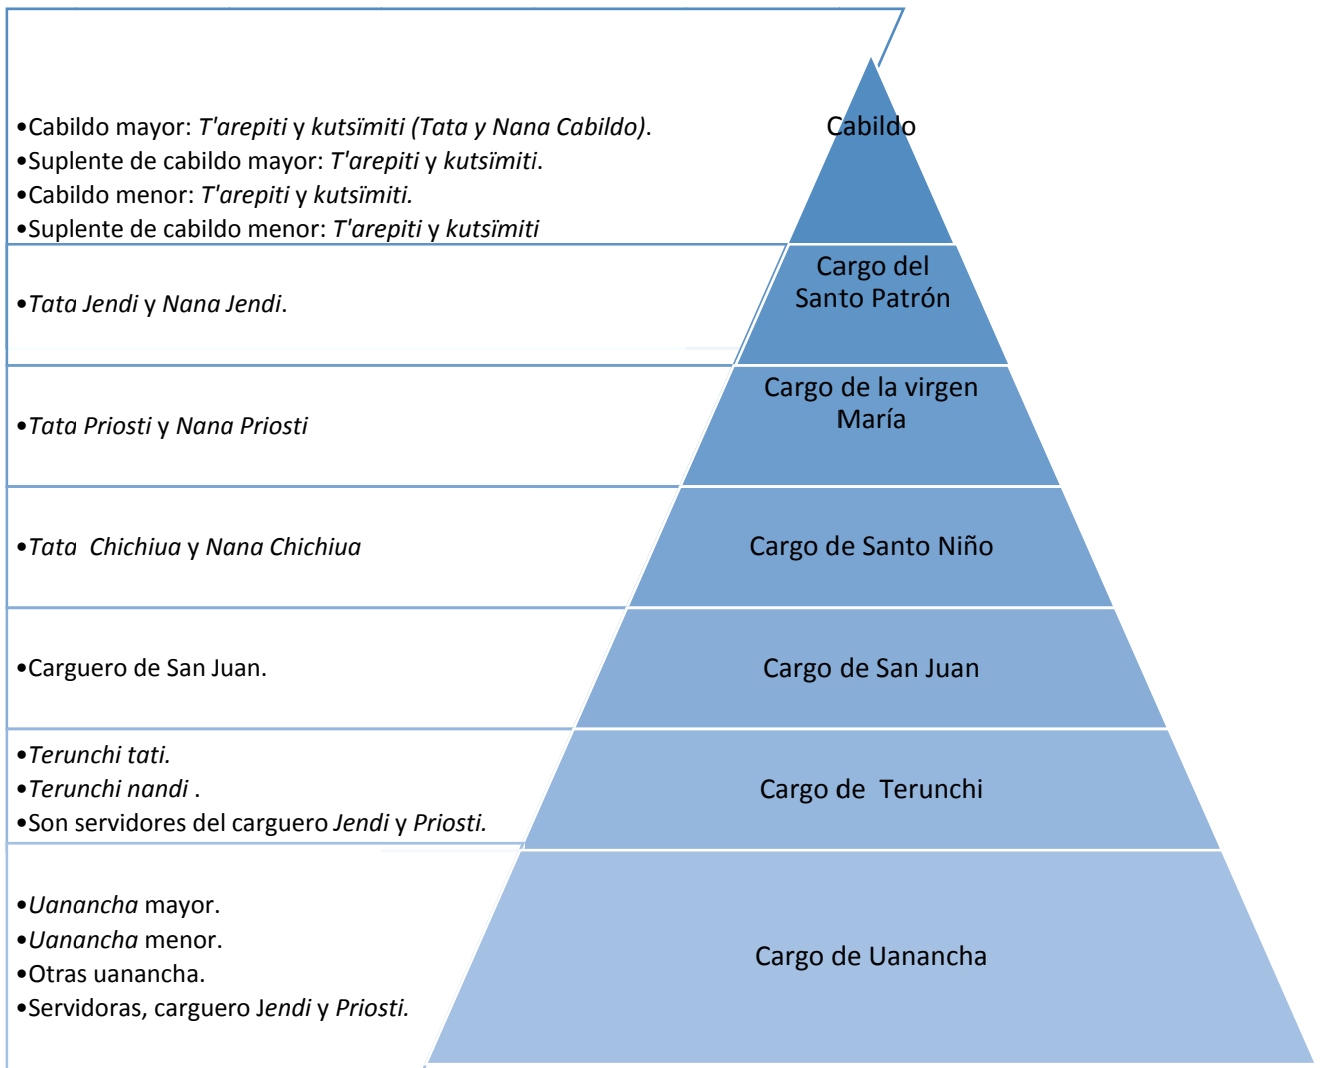 •Cabildo mayor: T'arepiti y kutsïmiti (Tata y Nana Cabildo).
•Suplente de cabildo mayor: T'arepiti y kutsïmiti.
•Cabildo menor: T'arepiti y kutsïmiti.
•Suplente de cabildo menor: T'arepiti y kutsïmiti
Cabildo
•Tata Jendi y Nana Jendi.
Cargo del
Santo Patrón
•Tata Priosti y Nana Priosti
Cargo de la virgen
María
•Tata Chichiua y Nana Chichiua
Cargo de Santo Niño
•Carguero de San Juan.
Cargo de San Juan
•Terunchi tati.
•Terunchi nandi .
•Son servidores del carguero Jendi y Priosti.
Cargo de Terunchi
•Uanancha mayor.
•Uanancha menor.
•Otras uanancha.
•Servidoras, carguero Jendi y Priosti.
Cargo de Uanancha